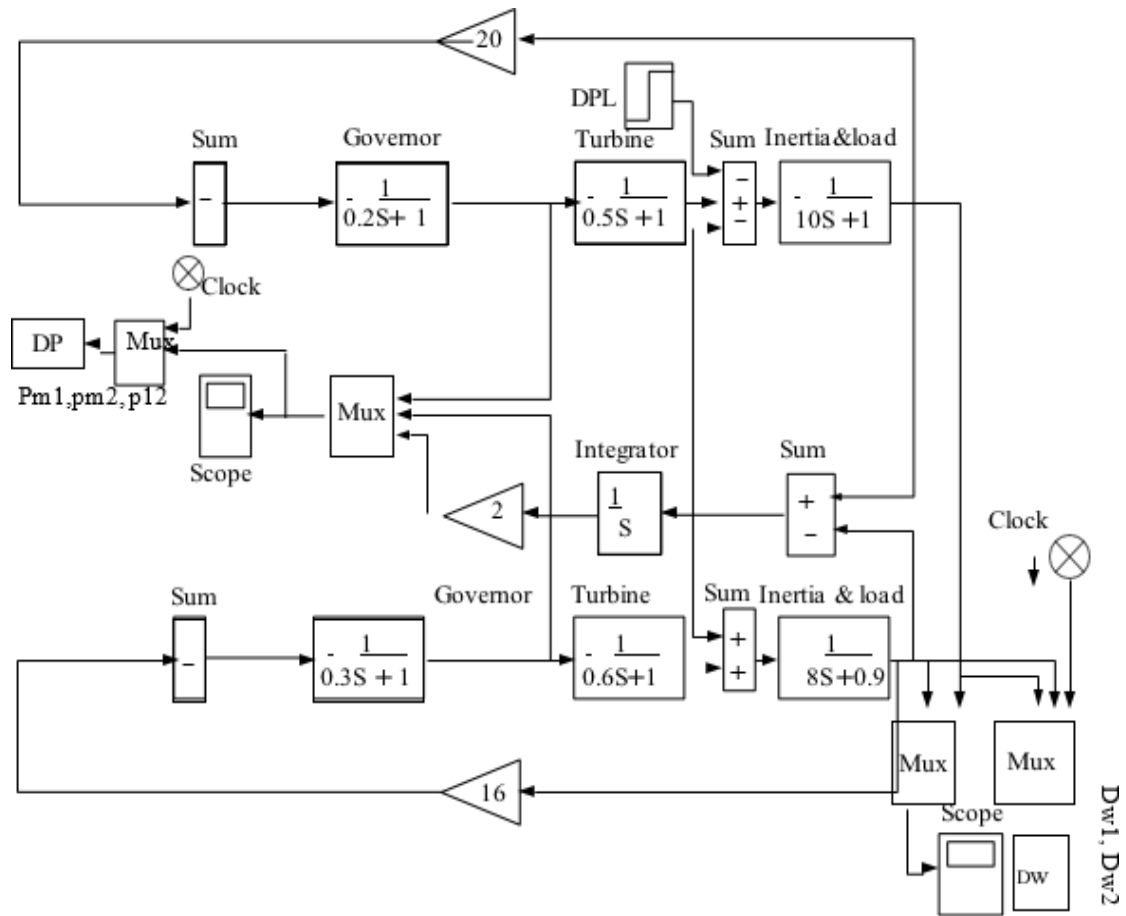 20
DPL
Sum
Governor
Turbine
Sum
Inertia&load
-
- 1
0.2S+ 1
- 1
0.5S +1
-
+
-
- 1
10S +1
Clock
DP
Mux
Pm1,pm2, p12
Scope
Mux
Integrator
1
S
2
Sum
+
-
Clock
Sum
Governor
Turbine
Sum
Inertia & load
-
- 1
0.3S + 1
- 1
0.6S+1
+
+
1
8S+0.9
16
Mux
Mux
Scope
DW
Dw1, Dw2